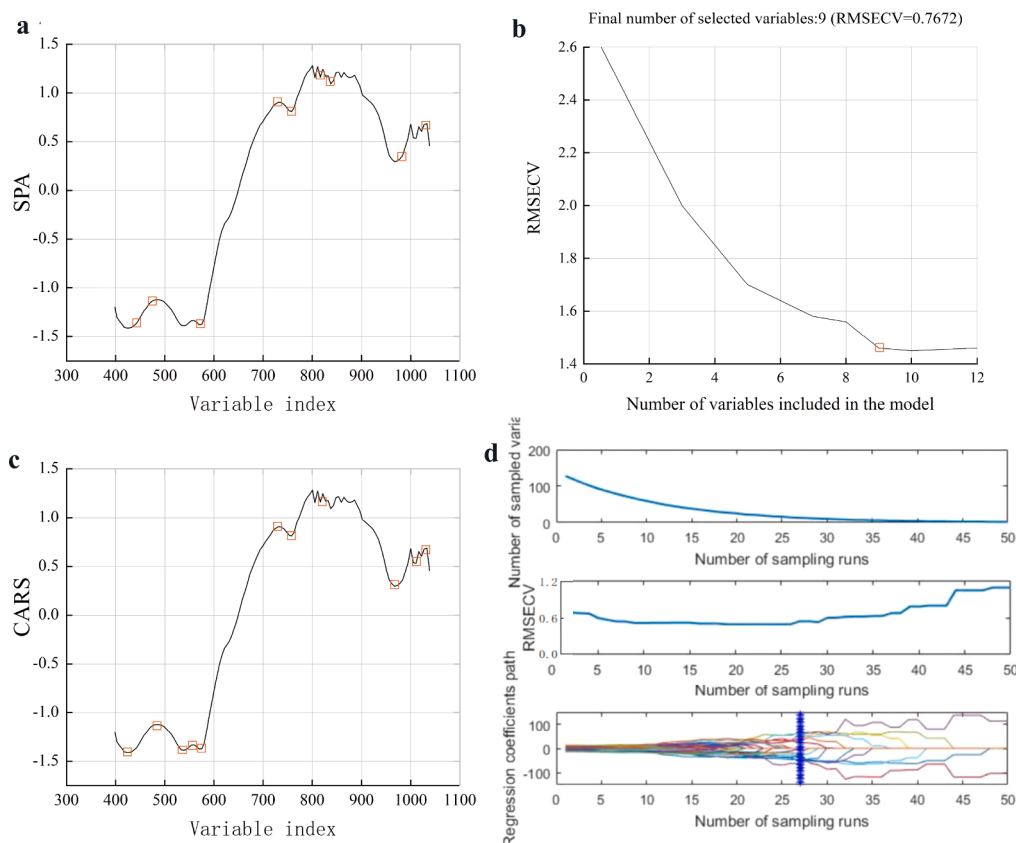 a
1.5
1.0
0.5
0.0
-0.5
-1.0
-1.5
SPA
300 400 500 600 700 800 900 1000 1100
Variable index
b
Final number of selected variables:9 (RMSECV=0.7672)
2.6
2.4
2.2
2.0
1.8
1.6
1.4
RMSECV
0 2 4 6 8 10 12
Number of variables included in the model
c
1.5
1.0
0.5
0.0
-0.5
-1.0
-1.5
CARS
300 400 500 600 700 800 900 1000 1100
Variable index
d
Number of sampled varia
200
100
0
0 5 10 15 20 25 30 35 40 45 50
Number of sampling runs
RMSECV
1.2
0.6
0.0
0 5 10 15 20 25 30 35 40 45 50
Number of sampling runs
Regression coefficients path
100
0
-100
0 5 10 15 20 25 30 35 40 45 50
Number of sampling runs